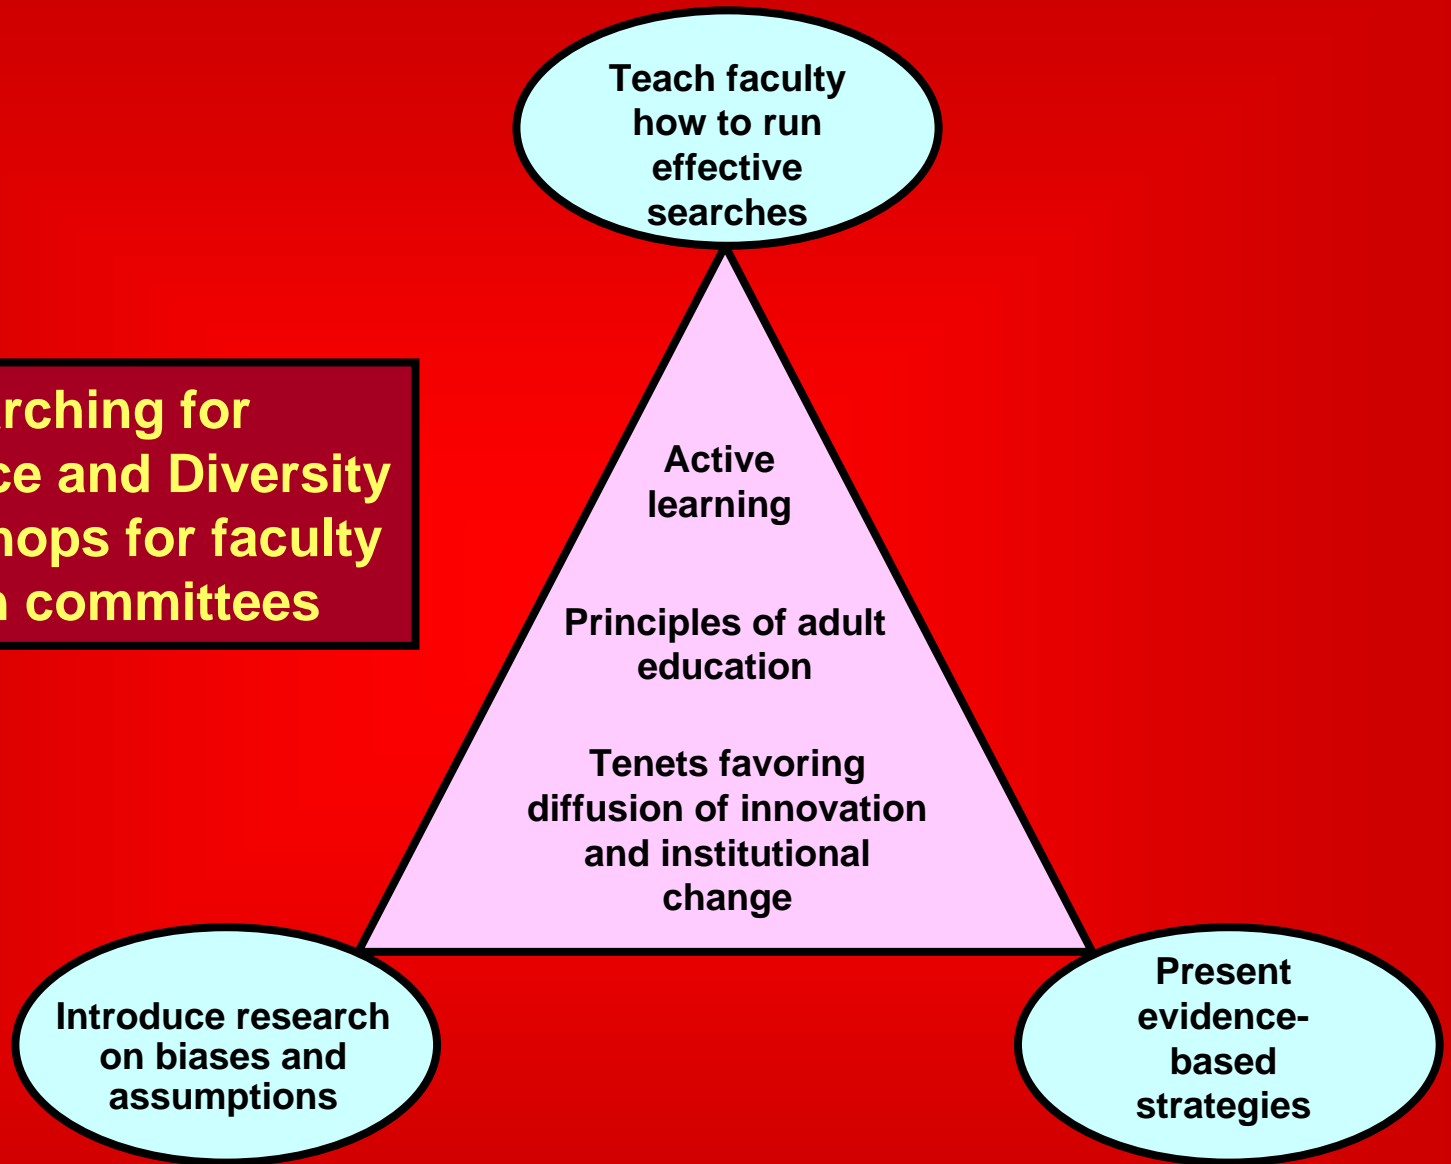 Teach faculty
how to run
effective
searches
rching for
ce and Diversity
hops for faculty
committees
Active
learning
Principles of adult
education
Tenets favoring
diffusion of innovation
and institutional
change
Introduce research
on biases and
assumptions
Present
evidence-
based
strategies